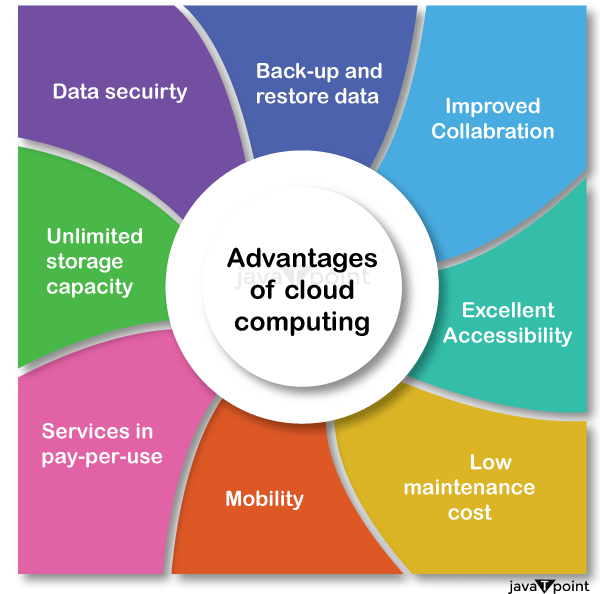 Data secuirty
Back-up and
restore data
Improved
Collabration
Unlimited
storage
capacity
Advantages
of cloud
computing
javaTpoint
Excellent
Accessibility
Services in
pay-per-use
Mobility
Low
maintenance
cost
javaTpoint